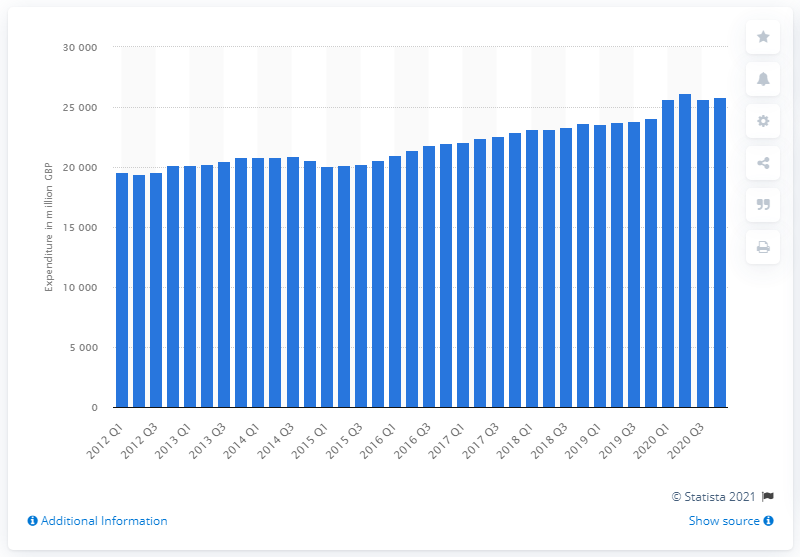 30 000
25 000
20 000
15 000
10 000
5 000
0
Expenditure in million GBP
2012 Q1
2012 Q3
2013 Q1
2013 Q3
2014 Q1
2014 Q3
2015 Q1
2015 Q3
2016 Q1
2016 Q3
2017 Q1
2017 Q3
2018 Q1
2018 Q3
2019 Q1
2019 Q3
2020 Q1
2020 Q3
© Statista 2021
Additional Information
Show source